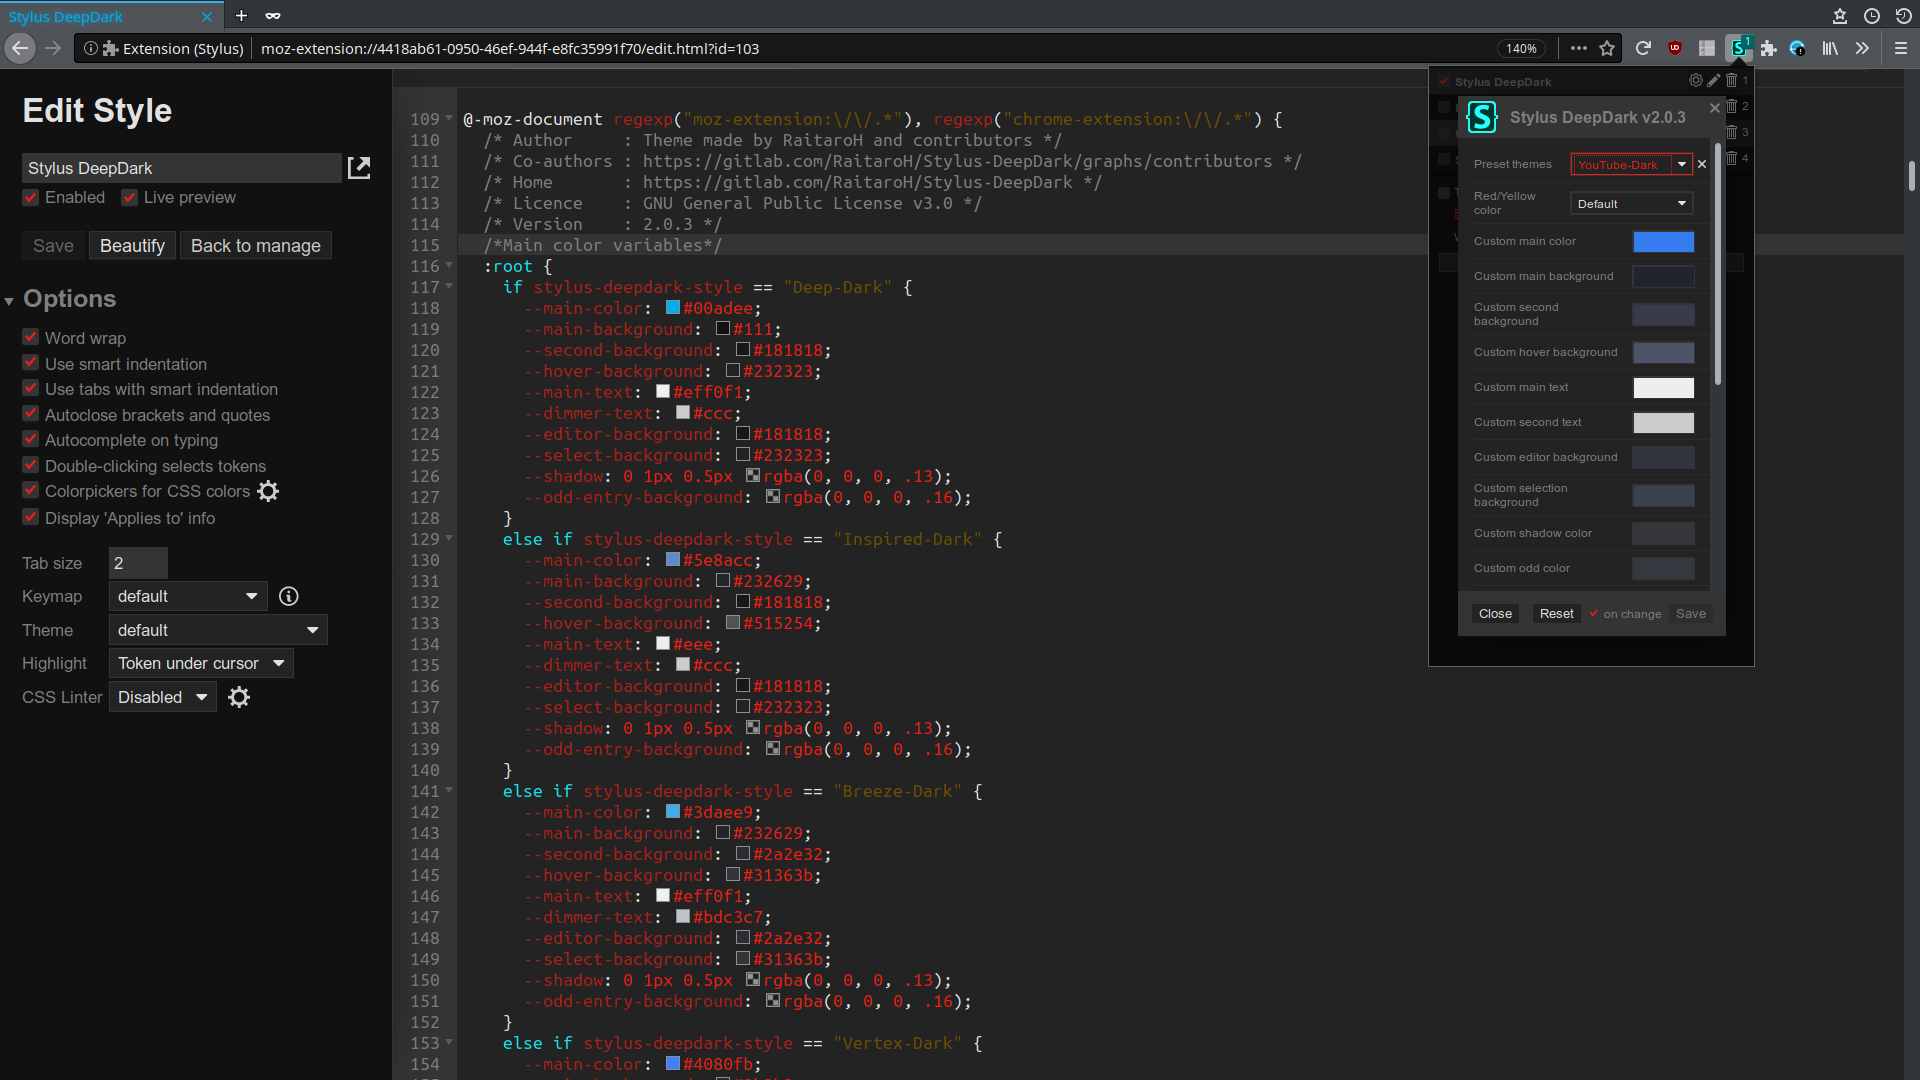 Stylus DeepDark
Extension (Stylus)
moz-extension://4418ab61-0950-46ef-944f-e8fc35991f70/edit.html?id=103
140%
Edit Style
Stylus DeepDark
Enabled
Live preview
Save
Beautify
Back to manage
Options
Word wrap
Use smart indentation
Use tabs with smart indentation
Autoclose brackets and quotes
Autocomplete on typing
Double-clicking selects tokens
Colorpickers for CSS colors
Display 'Applies to' info
Tab size 2
Keymap default
Theme default
Highlight Token under cursor
CSS Linter Disabled
109 @-moz-document regexp("moz-extension:\/\/.*"), regexp("chrome-extension:\/\/.*") {
110 /* Author : Theme made by RaitaroH and contributors */
111 /* Co-authors : https://gitlab.com/RaitaroH/Stylus-DeepDark/graphs/contributors */
112 /* Home : https://gitlab.com/RaitaroH/Stylus-DeepDark */
113 /* Licence : GNU General Public License v3.0 */
114 /* Version : 2.0.3 */
115 /*Main color variables*/
116 :root {
117 if stylus-deepdark-style == "Deep-Dark" {
118 --main-color: #00adee;
119 --main-background: #111;
120 --second-background: #181818;
121 --hover-background: #232323;
122 --main-text: #eff0f1;
123 --dimmer-text: #ccc;
124 --editor-background: #181818;
125 --select-background: #232323;
126 --shadow: 0 1px 0.5px rgba(0, 0, 0, .13);
127 --odd-entry-background: rgba(0, 0, 0, .16);
128 }
129 else if stylus-deepdark-style == "Inspired-Dark" {
130 --main-color: #5e8acc;
131 --main-background: #232629;
132 --second-background: #181818;
133 --hover-background: #515254;
134 --main-text: #eee;
135 --dimmer-text: #ccc;
136 --editor-background: #181818;
137 --select-background: #232323;
138 --shadow: 0 1px 0.5px rgba(0, 0, 0, .13);
139 --odd-entry-background: rgba(0, 0, 0, .16);
140 }
141 else if stylus-deepdark-style == "Breeze-Dark" {
142 --main-color: #3daee9;
143 --main-background: #232629;
144 --second-background: #2a2e32;
145 --hover-background: #31363b;
146 --main-text: #eff0f1;
147 --dimmer-text: #bdc3c7;
148 --editor-background: #2a2e32;
149 --select-background: #31363b;
150 --shadow: 0 1px 0.5px rgba(0, 0, 0, .13);
151 --odd-entry-background: rgba(0, 0, 0, .16);
152 }
153 else if stylus-deepdark-style == "Vertex-Dark" {
154 --main-color: #4080fb;
Stylus DeepDark 1
2
3
4
Stylus DeepDark v2.0.3
Preset themes YouTube-Dark
Red/Yellow
color
Default
Custom main color
Custom main background
Custom second
background
Custom hover background
Custom main text
Custom second text
Custom editor background
Custom selection
background
Custom shadow color
Custom odd color
Close
Reset
on change
Save